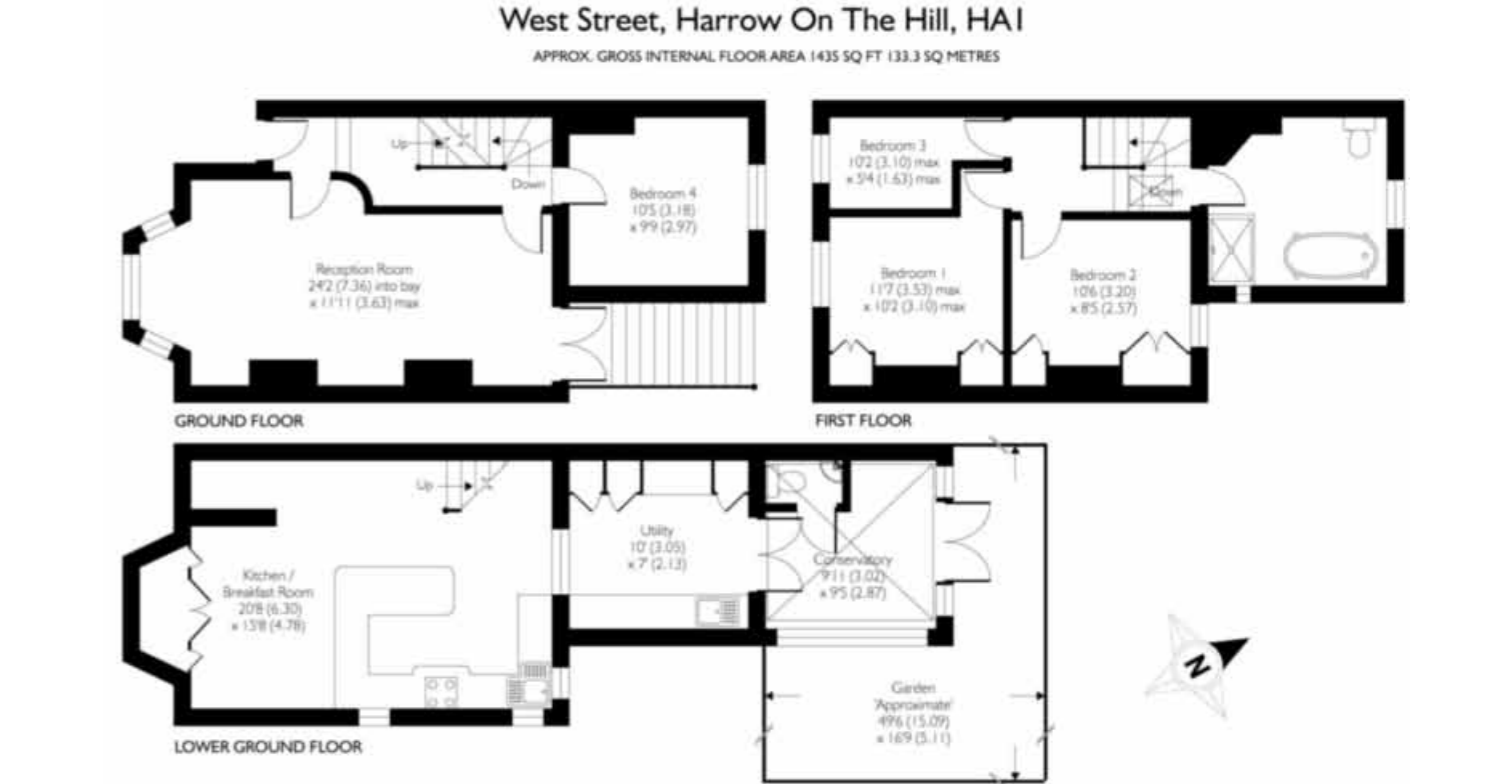 West Street, Harrow On The Hill, HA1
APPROX. GROSS INTERNAL FLOOR AREA 1435 SQ FT 133.3 SQ METRES
Up
Down
Bedroom 4
10'5 (3.18)
x 9'9 (2.97)
Reception Room
24'2 (7.36) into bay
x 11'11 (3.63) max
GROUND FLOOR
Bedroom 3
10'2 (3.10) max
x 5'4 (1.63) max
Down
Bedroom 1
11'7 (3.53) max
x 10'2 (3.10) max
Bedroom 2
10'6 (3.20)
x 8'5 (2.57)
FIRST FLOOR
Up
Kitchen /
Breakfast Room
20'8 (6.30)
x 15'8 (4.78)
Utility
10' (3.05)
x 7' (2.13)
Conservatory
9'11 (3.02)
x 9'5 (2.87)
Garden
'Approximate'
49'6 (15.09)
x 16'9 (5.11)
N
LOWER GROUND FLOOR